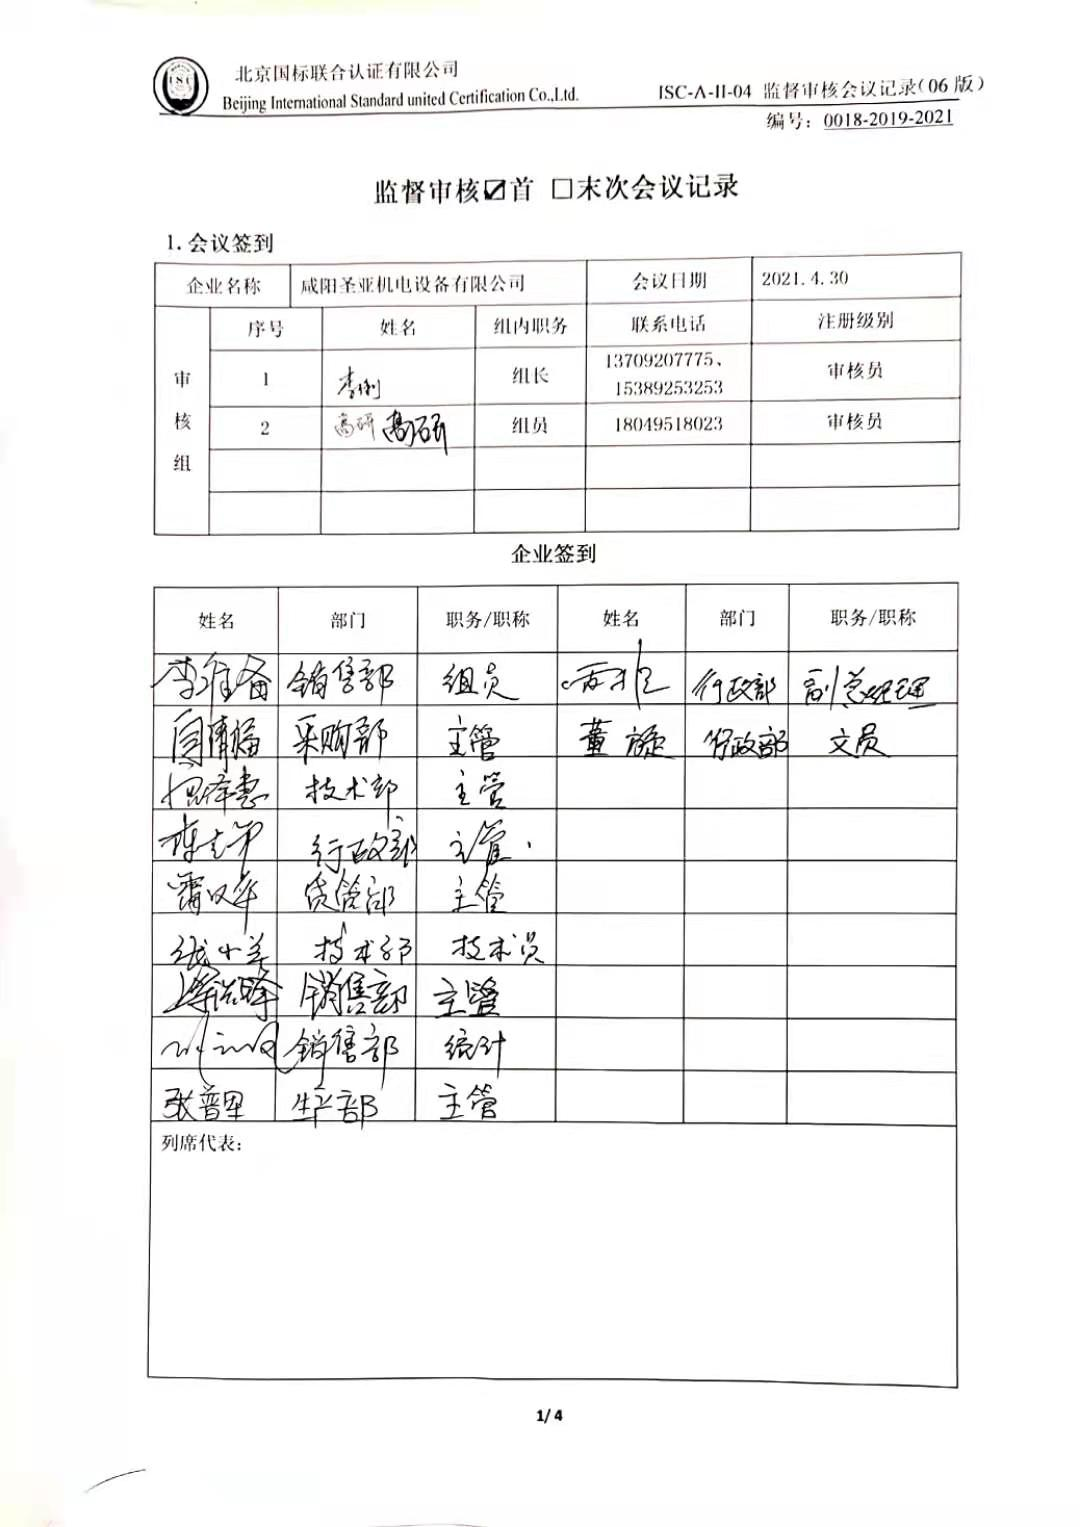 北京国标联合认证有限公司
Beijing International Standard united Certification Co.,Ltd.
ISC-A-II-04 监督审核会议记录(06 版)
编号：0018-2019-2021
监督审核☑首 □末次会议记录
1. 会议签到
企业名称 咸阳圣亚机电设备有限公司 会议日期 2021.4.30
审核组 序号 姓名 组内职务 联系电话 注册级别
1 李俐 组长 13709207775、15389253253 审核员
2 高研 高研 组员 18049518023 审核员
企业签到
姓名 部门 职务/职称 姓名 部门 职务/职称
李维备 销售部 组员 行政部 副总经理
采购部 主管 董旋 行政部 文员
技术部 主管
行政部 主管
质管部 主管
技术部 技术员
销售部 主管
销售部 统计
张普里 生产部 主管
列席代表:
1/ 4